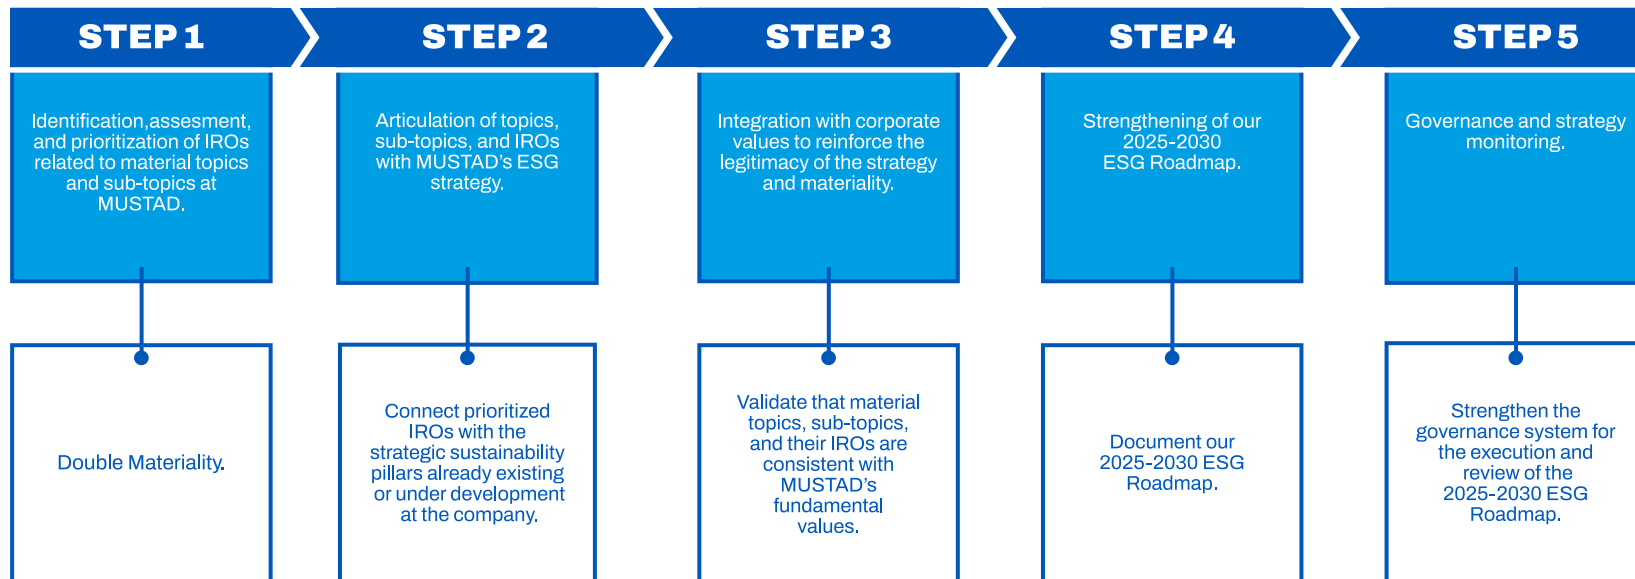 STEP 1
STEP 2
STEP 3
STEP 4
STEP 5
Identification,assesment,
and prioritization of IROs
related to material topics
and sub-topics at
MUSTAD.
Articulation of topics,
sub-topics, and IROs
with MUSTAD's ESG
strategy.
Integration with corporate
values to reinforce the
legitimacy of the strategy
and materiality.
Strengthening of our
2025-2030
ESG Roadmap.
Governance and strategy
monitoring.
Double Materiality.
Connect prioritized
IROs with the
strategic sustainability
pillars already existing
or under development
at the company.
Validate that material
topics, sub-topics,
and their IROs are
consistent with
MUSTAD's
fundamental
values.
Document our
2025-2030 ESG
Roadmap.
Strengthen the
governance system for
the execution and
review of the
2025-2030 ESG
Roadmap.